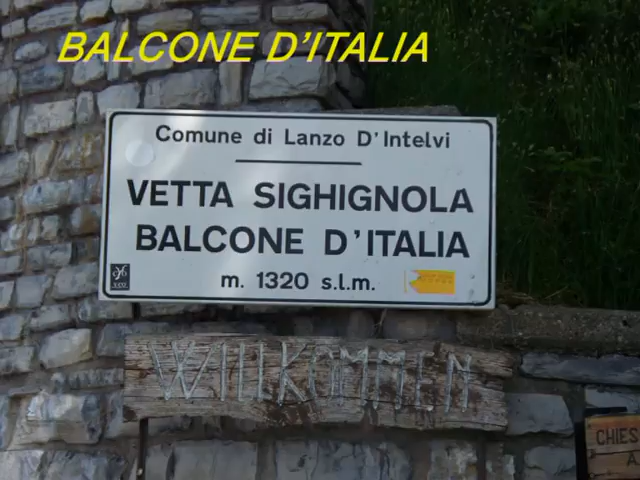 BALCONE D'ITALIA
Comune di Lanzo D'Intelvi
VETTA SIGHIGNOLA
BALCONE D'ITALIA
m. 1320 s.l.m.
WILLKOMMEN
CHIES
A